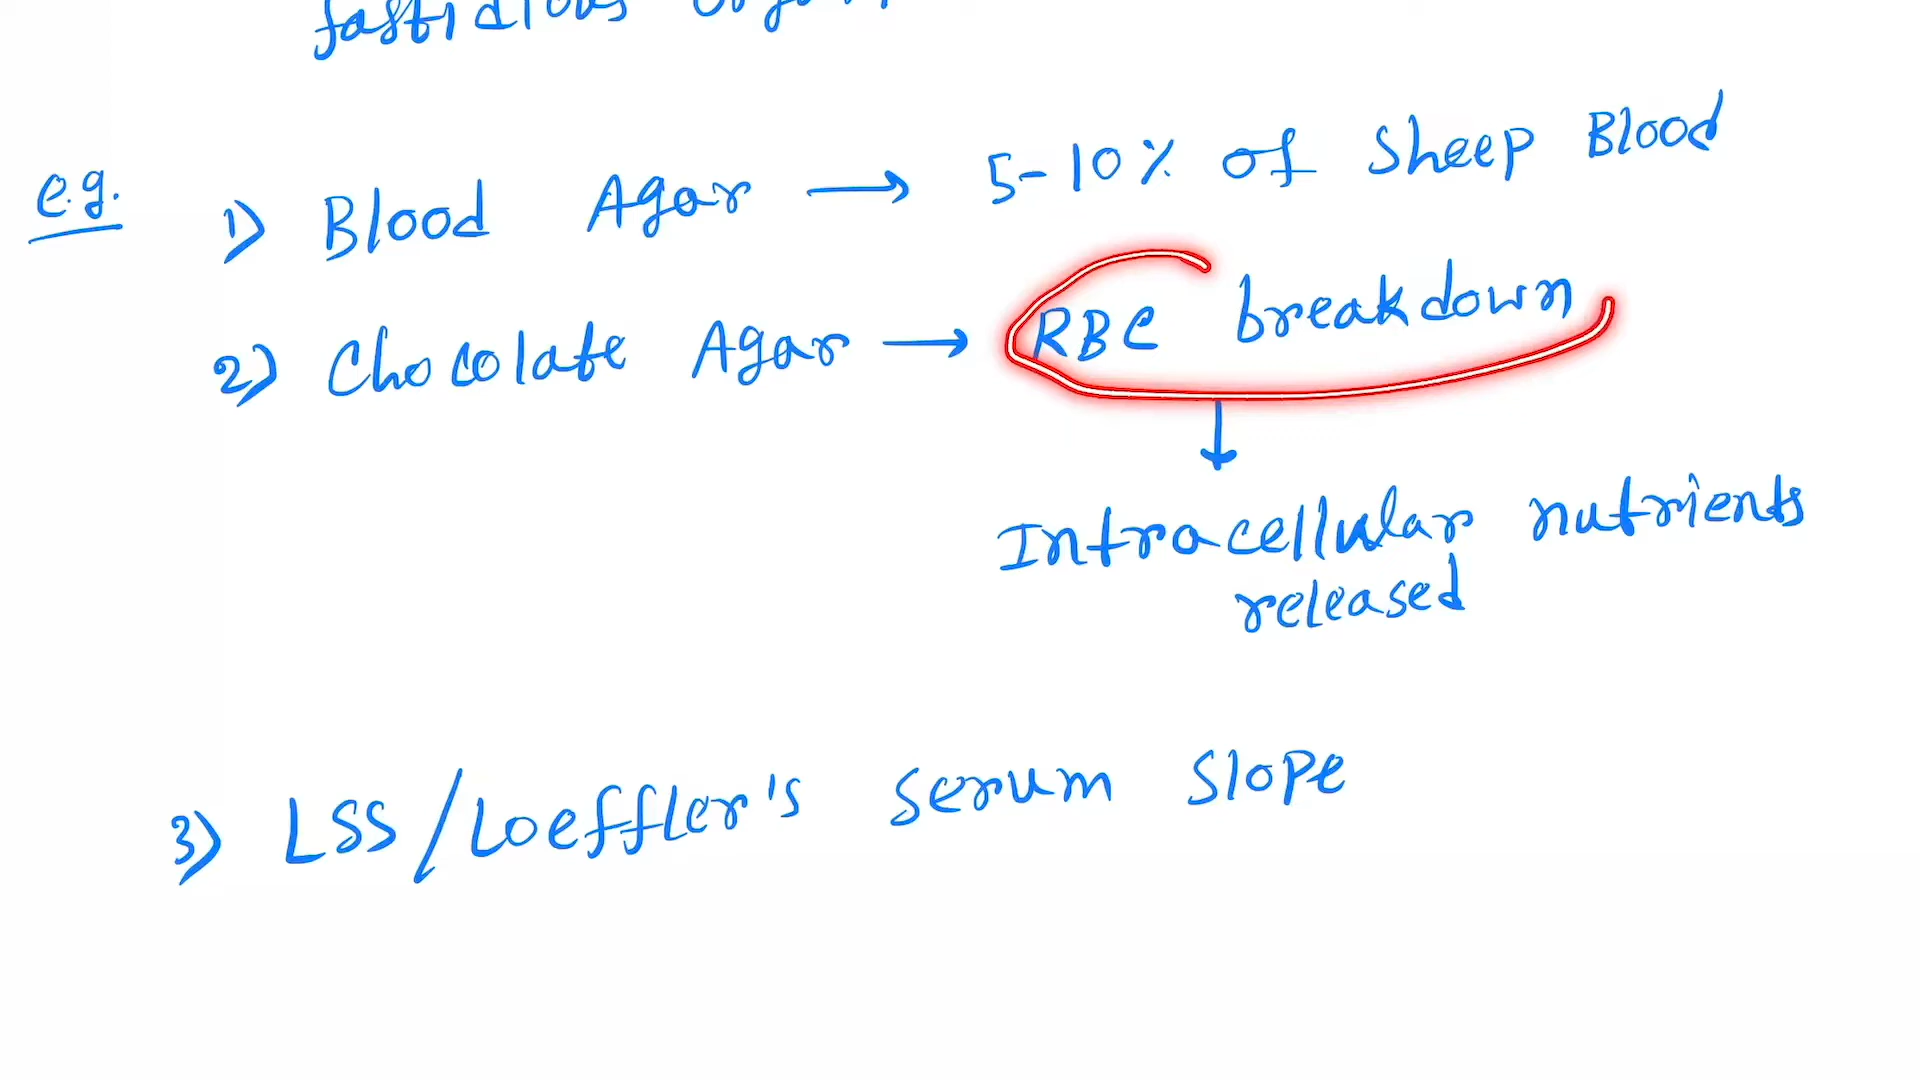 fastidious
e.g. 1) Blood Agar → 5-10% of Sheep Blood
2) Chocolate Agar → RBC breakdown
↓
Intracellular nutrients
released
3) LSS/Loeffler's serum slope